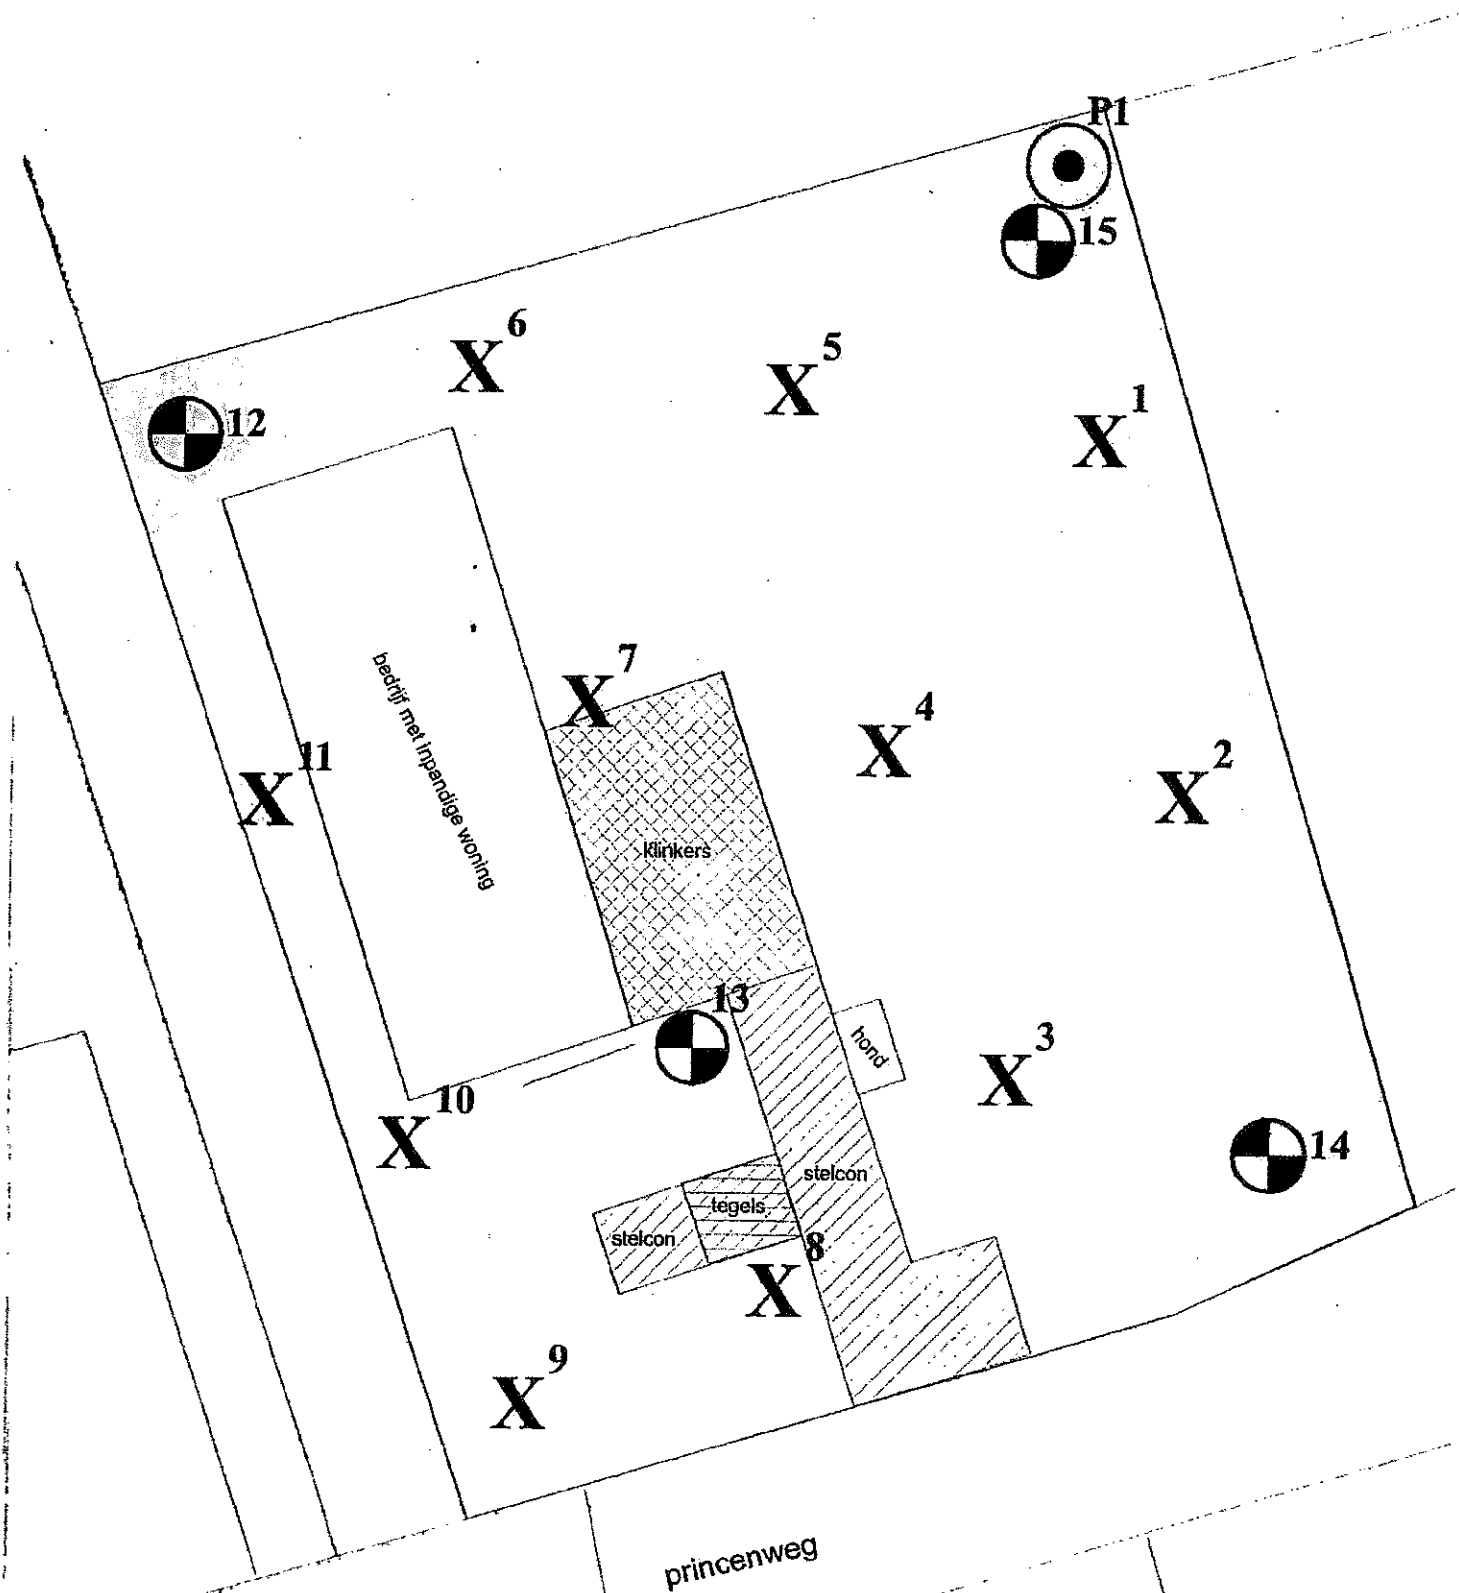 P1
15
X 6
X 5
X 1
12
X 7
bedrijf met inpandige woning
X 4
X 11
X 2
klinkers
13
hond
X 3
X 10
14
stelcon
tegels
stelcon
X 8
X 9
princenweg